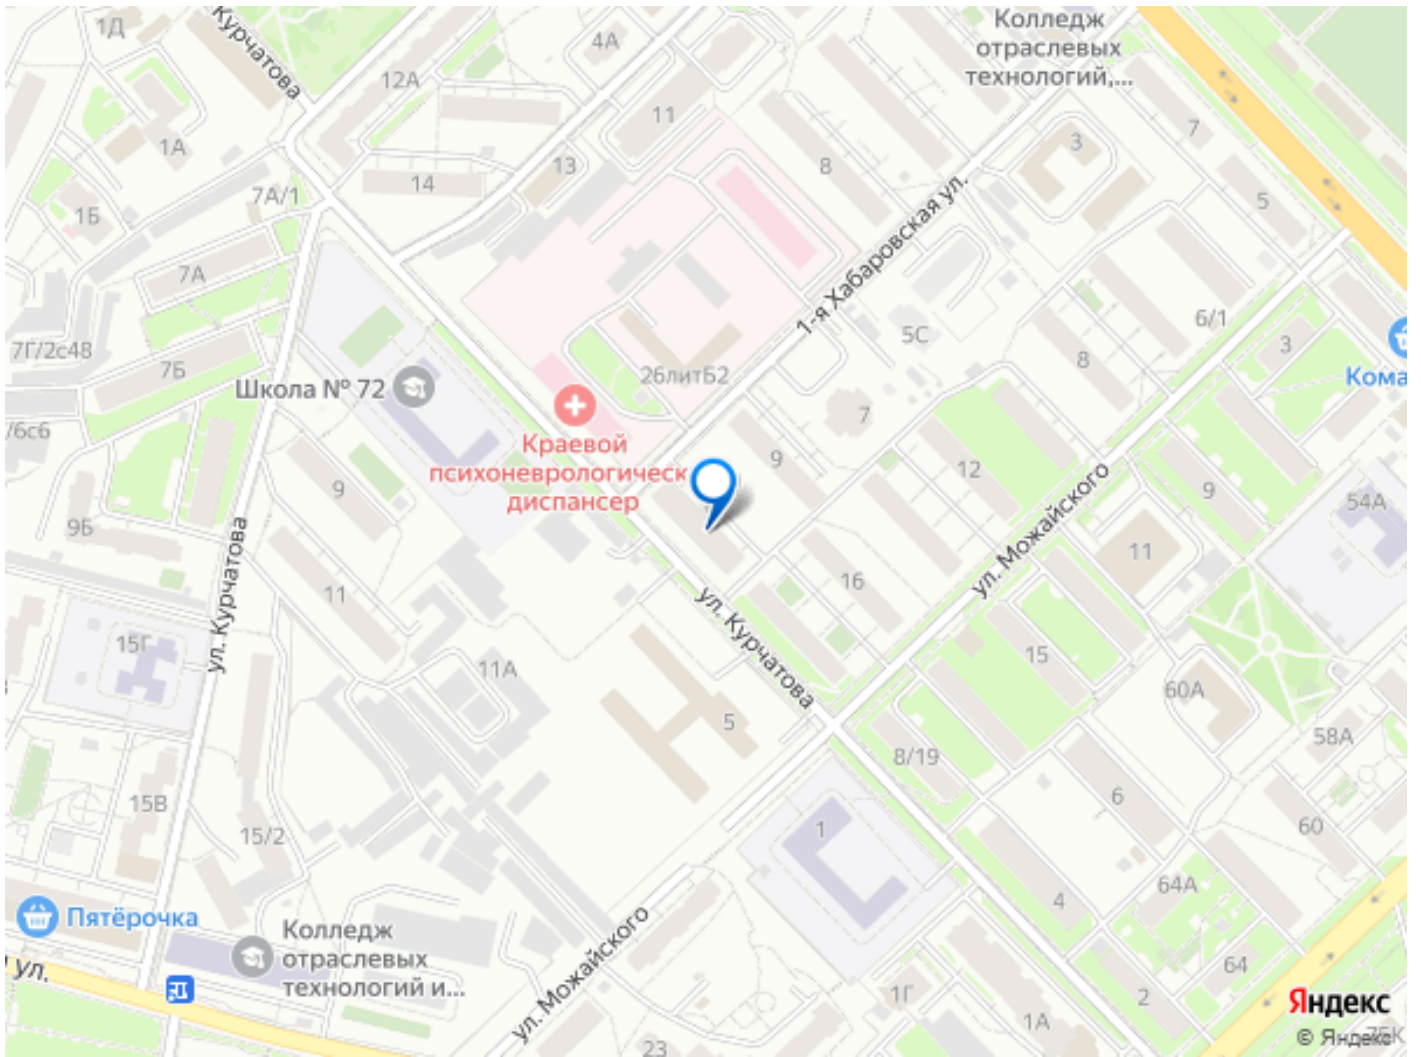 1Д
Курчатова
4А
Колледж
отраслевых
технологий,...
12А
11
7
3
1А
13
8
14
7А/1
5
1Б
7А
1-я Хабаровская ул.
6/1
5С
7Г/2с48
3
8
7Б
26литБ2
Школа № 72
Кома
7
/6с6
Краевой
психоневрологическ
диспансер
9
12
9
9
54А
9Б
11
ул. Можайского
16
11
ул. Курчатова
ул. Курчатова
15Г
15
11А
60А
5
58А
8/19
15В
6
60
15/2
1
64А
4
Пятёрочка
Колледж
отраслевых
технологий и...
ул. Можайского
64
ул.
1Г
2
1А
23
Яндекс
© Яндекс